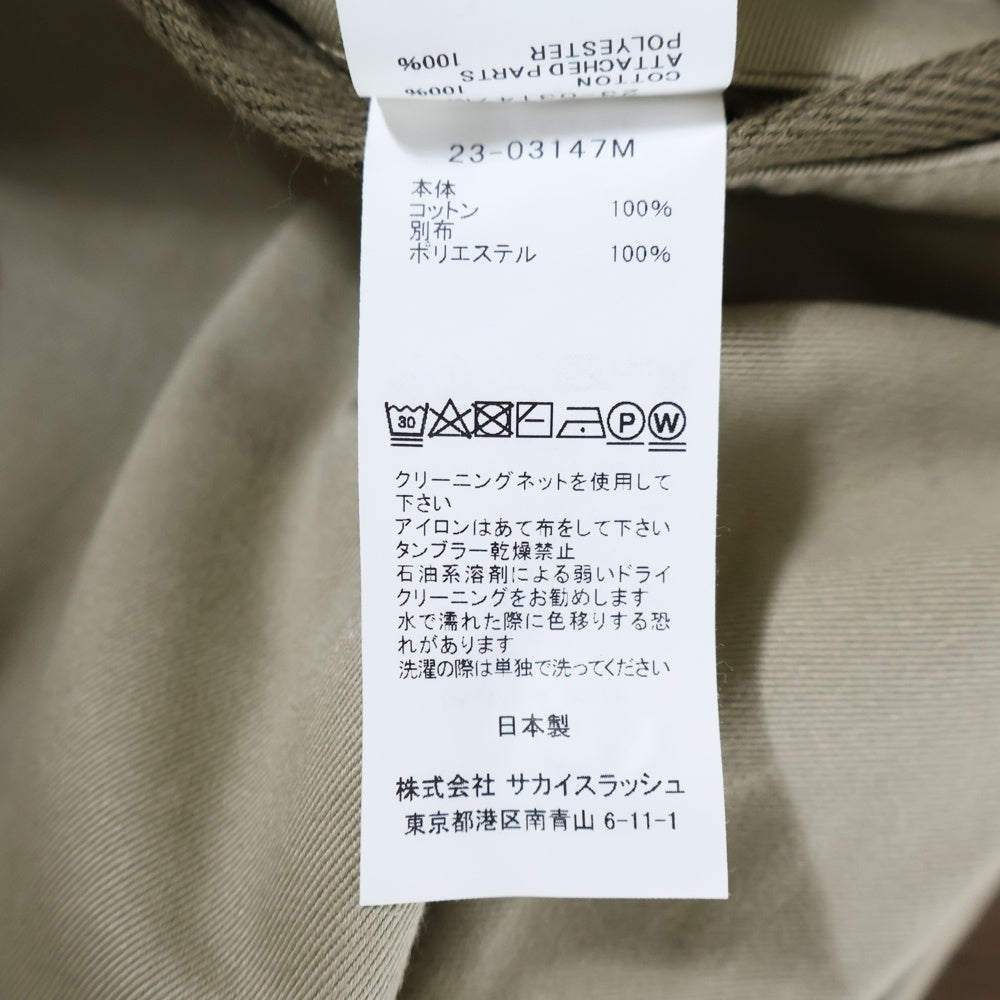 POLYESTER 100%
ATTACHED PARTS
COTTON 100%
23-03147M
本体
コットン 100%
別布
ポリエステル 100%
30 P W
クリーニングネットを使用して
下さい
アイロンはあて布をして下さい
タンブラー乾燥禁止
石油系溶剤による弱いドライ
クリーニングをお勧めします
水で濡れた際に色移りする恐
れがあります
洗濯の際は単独で洗ってください
日本製
株式会社 サカイスラッシュ
東京都港区南青山 6-11-1